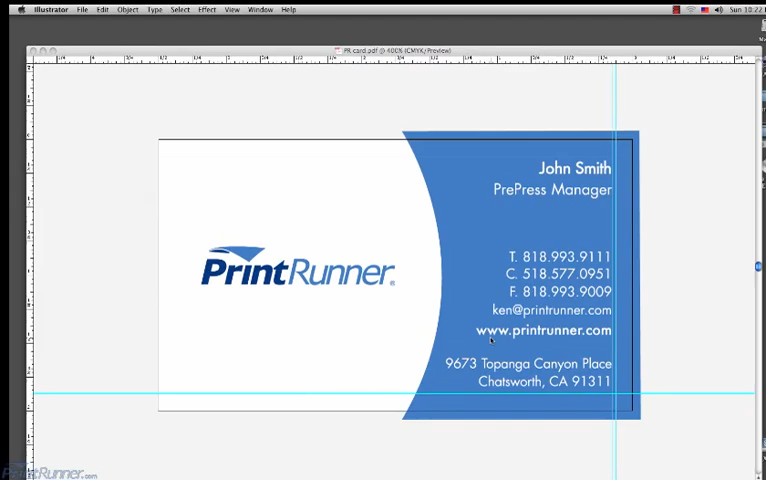 Illustrator File Edit Object Type Select Effect View Window Help
PR card.pdf @ 400% (CMYK/Preview)
John Smith
PrePress Manager
T. 818.993.9111
C. 518.577.0951
F. 818.993.9009
PrintRunner®
ken@printrunner.com
www.printrunner.com
9673 Topanga Canyon Place
Chatsworth, CA 91311
PrintRunner.com